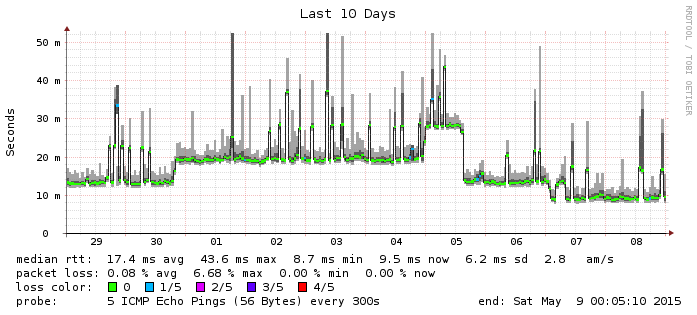 Last 10 Days
RRDTOOL / TOBI OETIKER
Seconds
50 m
40 m
30 m
20 m
10 m
0
29 30 01 02 03 04 05 06 07 08
median rtt: 17.4 ms avg 43.6 ms max 8.7 ms min 9.5 ms now 6.2 ms sd 2.8 am/s
packet loss: 0.08 % avg 6.68 % max 0.00 % min 0.00 % now
loss color: 0 1/5 2/5 3/5 4/5
probe: 5 ICMP Echo Pings (56 Bytes) every 300s end: Sat May 9 00:05:10 2015